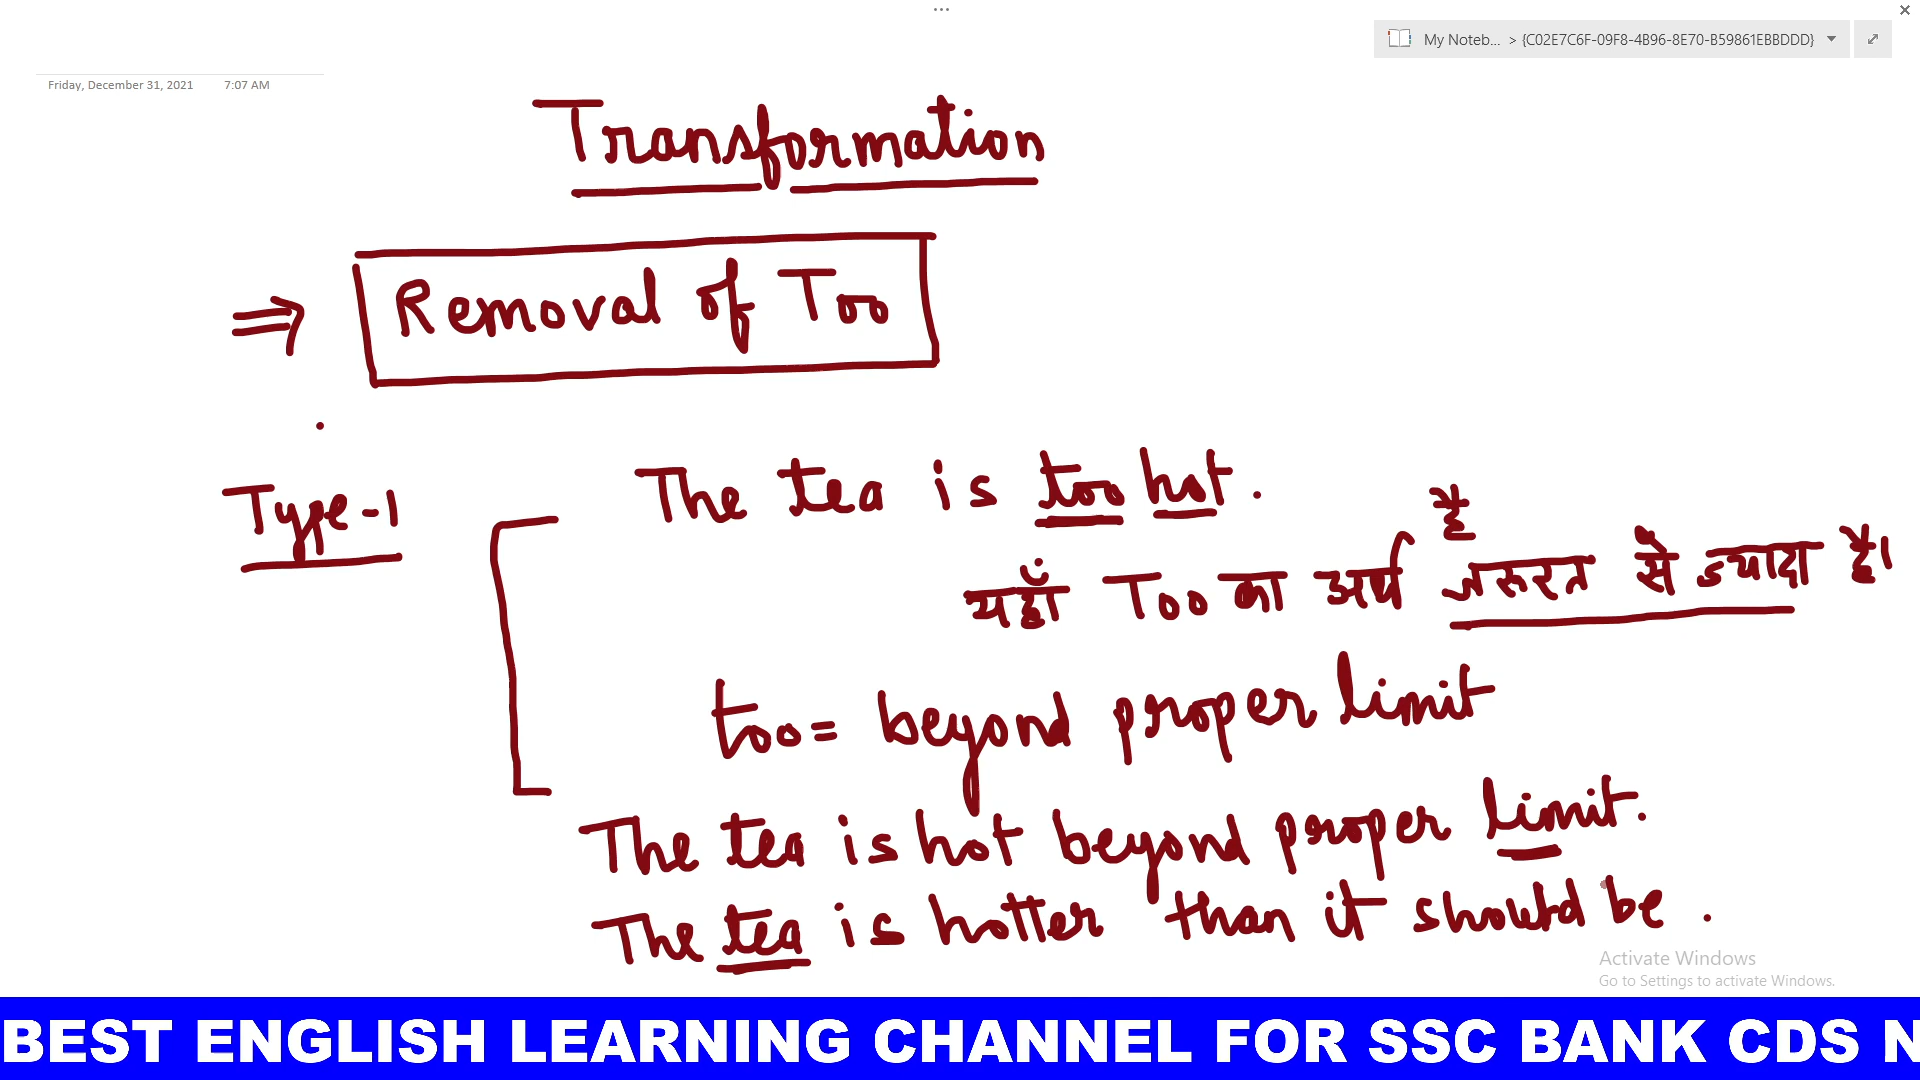 ...
My Noteb... > {C02E7C6F-09F8-4B96-8E70-B59861EBBDDD}
Friday, December 31, 2021 7:07 AM
Transformation
⇒ Removal of Too
Type-1
The tea is too hot.
यहाँ Too का अर्थ है जरूरत से ज्यादा है।
too = beyond proper limit
The tea is hot beyond proper limit.
The tea is hotter than it should be.
Activate Windows
Go to Settings to activate Windows.
BEST ENGLISH LEARNING CHANNEL FOR SSC BANK CDS N